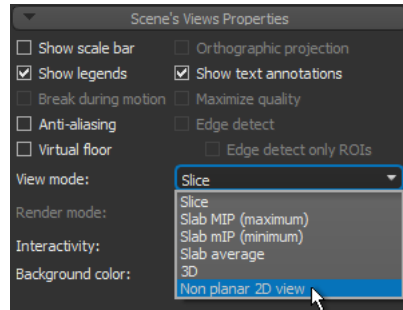 Scene's Views Properties
Show scale bar Orthographic projection
Show legends Show text annotations
Break during motion Maximize quality
Anti-aliasing Edge detect
Virtual floor Edge detect only ROIs
View mode: Slice
Slice
Render mode: Slab MIP (maximum)
Slab mIP (minimum)
Interactivity: Slab average
3D
Background color: Non planar 2D view